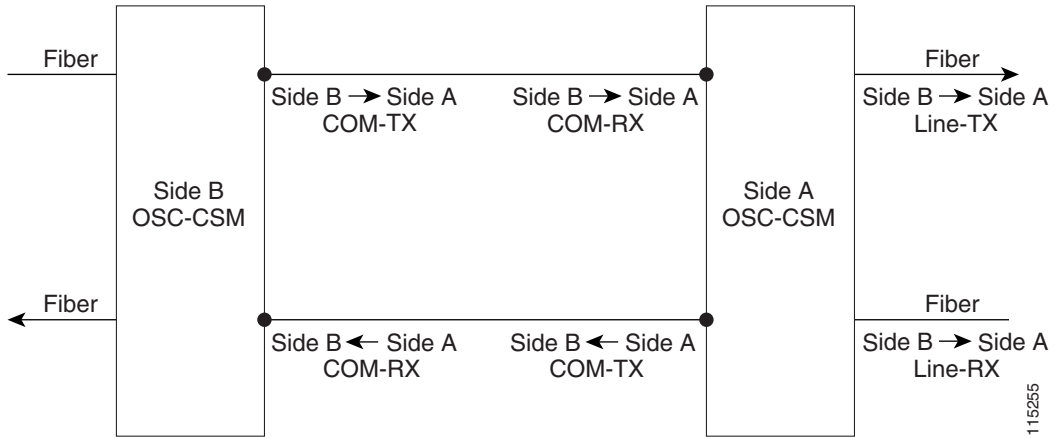 Fiber
Fiber
Side B → Side A
COM-TX
Side B → Side A
COM-RX
Side B → Side A
Line-TX
Side B
OSC-CSM
Side A
OSC-CSM
Fiber
Fiber
Side B ← Side A
COM-RX
Side B ← Side A
COM-TX
Side B → Side A
Line-RX
115255